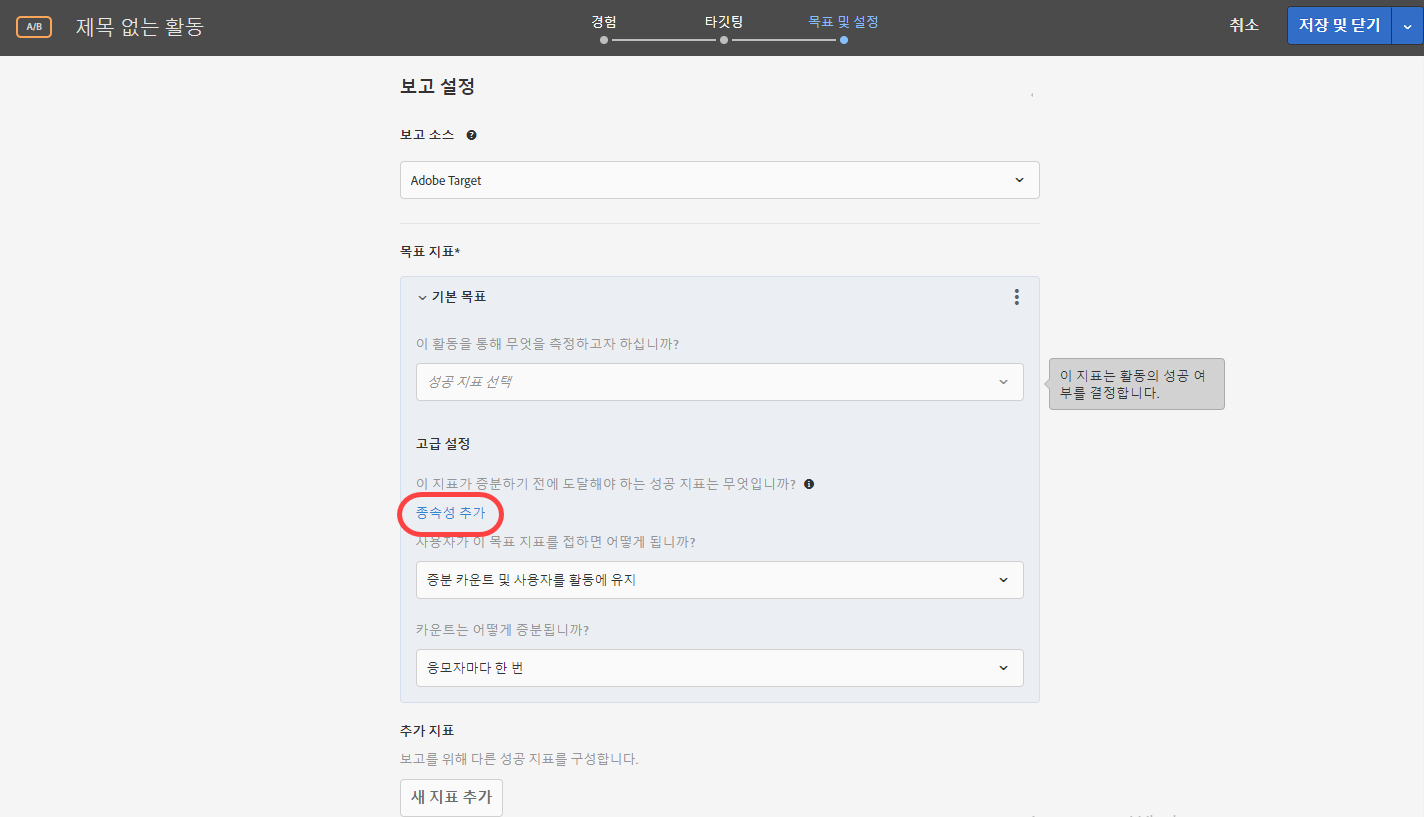 A/B 제목 없는 활동
경험
타깃팅
목표 및 설정
취소
저장 및 닫기
보고 설정
보고 소스
Adobe Target
목표 지표*
기본 목표
이 활동을 통해 무엇을 측정하고자 하십니까?
성공 지표 선택
이 지표는 활동의 성공 여
부를 결정합니다.
고급 설정
이 지표가 증분하기 전에 도달해야 하는 성공 지표는 무엇입니까?
종속성 추가
사용자가 이 목표 지표를 접하면 어떻게 됩니까?
증분 카운트 및 사용자를 활동에 유지
카운트는 어떻게 증분됩니까?
응모자마다 한 번
추가 지표
보고를 위해 다른 성공 지표를 구성합니다.
새 지표 추가